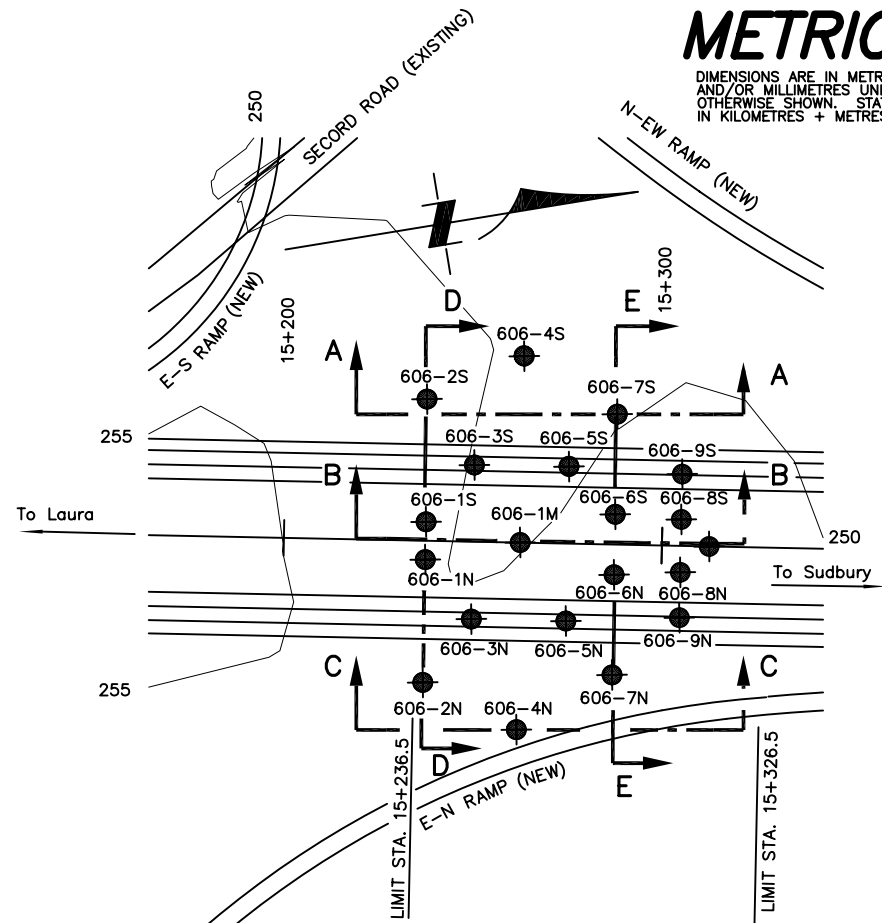 METRIC
DIMENSIONS ARE IN
AND/OR MILLIMETRES
OTHERWISE SHOWN.
IN KILOMETRES + METRES
SECORD ROAD (EXISTING)
250
N-EW RAMP (NEW)
E-S RAMP (NEW)
15+200
15+300
D
E
606-4S
A
A
606-2S
606-7S
255
606-3S
606-5S
606-9S
B
B
606-1S
606-1M
606-6S
606-8S
To Laura
250
606-1N
606-6N
606-8N
To Sudbury
606-3N
606-5N
606-9N
C
C
255
606-2N
606-4N
606-7N
D
E
E-N RAMP (NEW)
LIMIT STA. 15+236.5
LIMIT STA. 15+326.5